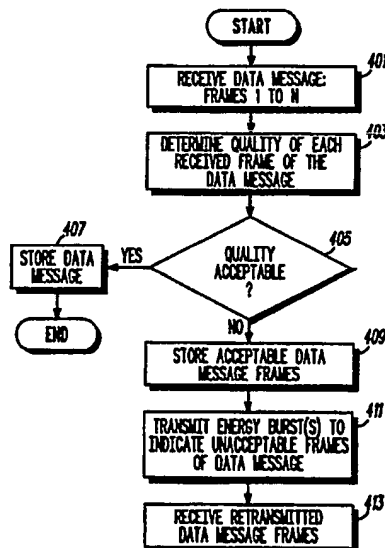 START
401
RECEIVE DATA MESSAGE:
FRAMES 1 TO N
403
DETERMINE QUALITY OF EACH
RECEIVED FRAME OF THE
DATA MESSAGE
405
QUALITY
ACCEPTABLE
?
YES
407
STORE DATA
MESSAGE
END
NO
409
STORE ACCEPTABLE DATA
MESSAGE FRAMES
411
TRANSMIT ENERGY BURST(S) TO
INDICATE UNACCEPTABLE FRAMES
OF DATA MESSAGE
413
RECEIVE RETRANSMITTED
DATA MESSAGE FRAMES